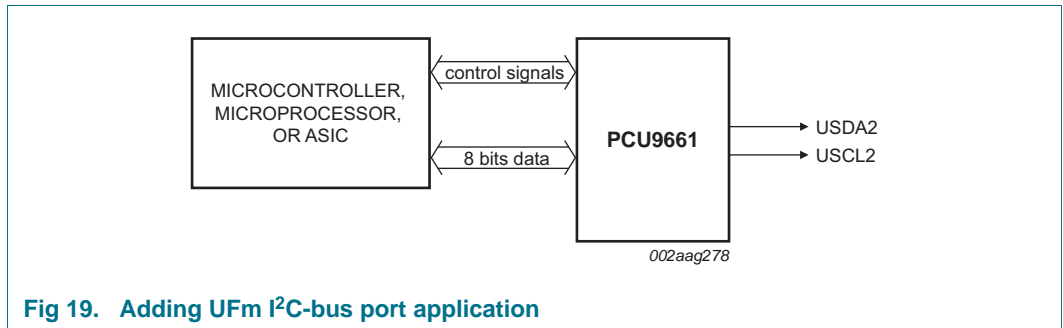 MICROCONTROLLER,
MICROPROCESSOR,
OR ASIC
control signals
8 bits data
PCU9661
USDA2
USCL2
002aag278
Fig 19. Adding UFm I²C-bus port application